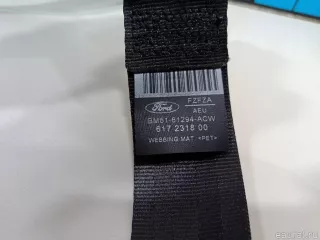 Ford
FZFZA
AEU
BM51-61294-ACW
617 2318 00
WEBBING MAT. >PET<